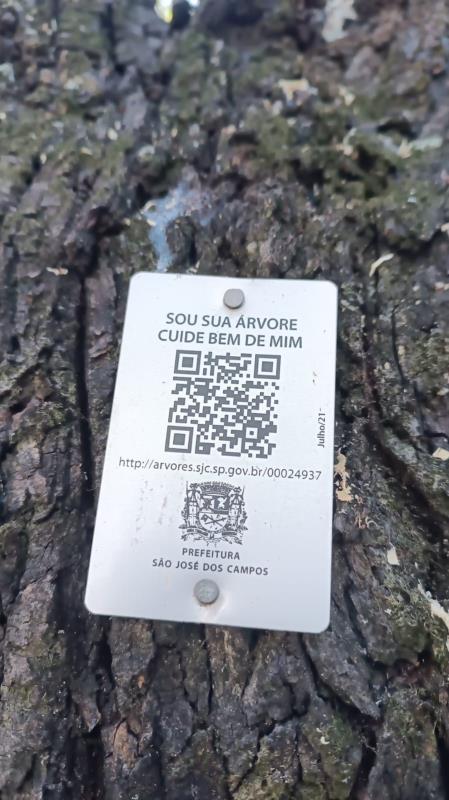 SOU SUA ÁRVORE
CUIDE BEM DE MIM
Julho/21
http://arvores.sjc.sp.gov.br/00024937
PREFEITURA
SÃO JOSÉ DOS CAMPOS